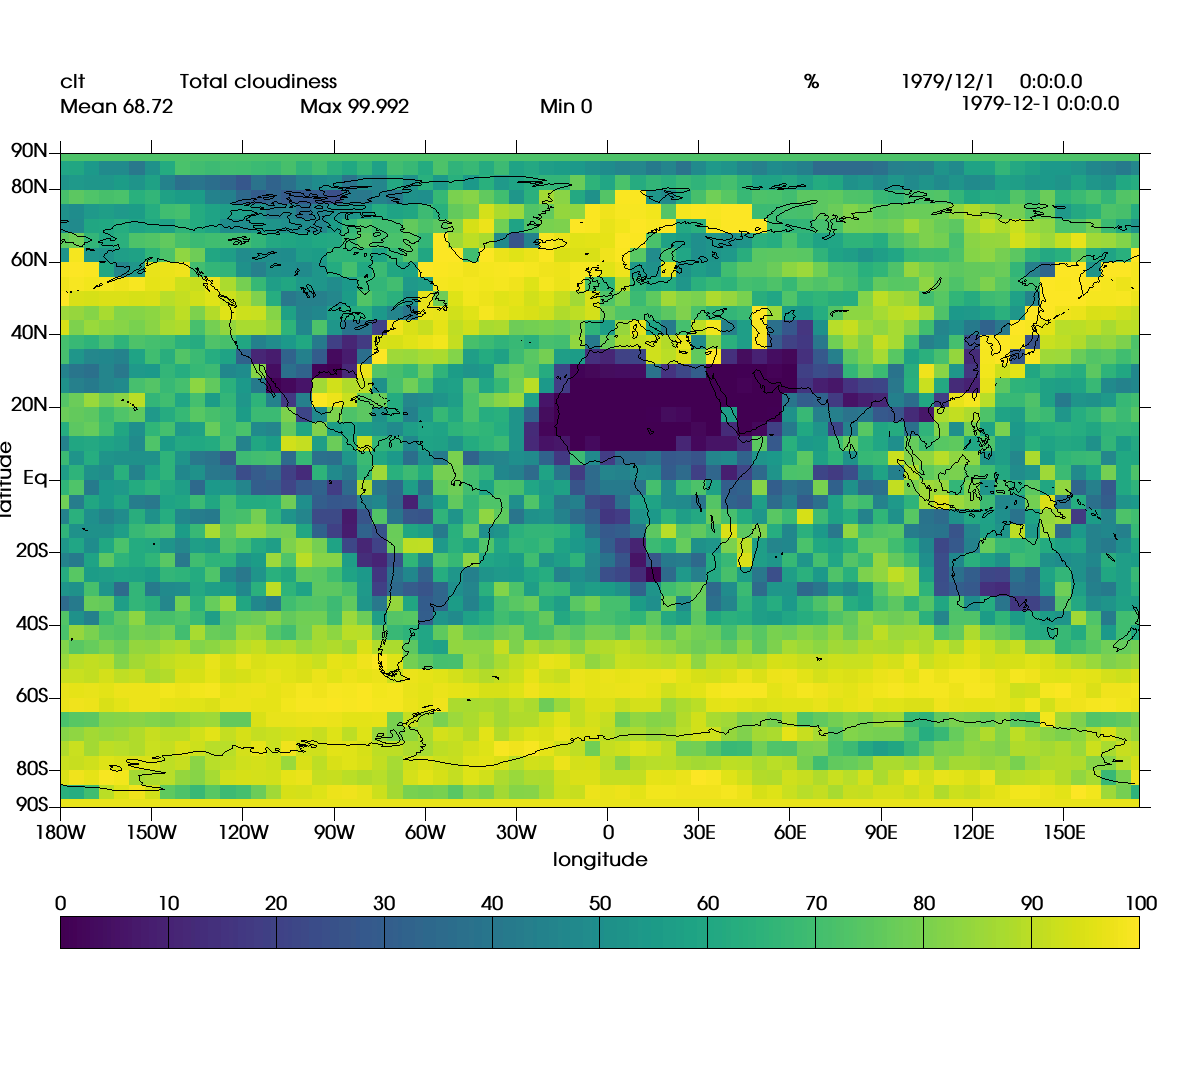 clt Total cloudiness % 1979/12/1 0:0:0.0
Mean 68.72 Max 99.992 Min 0 1979-12-1 0:0:0.0
90N
80N
60N
40N
20N
Eq
20S
40S
60S
80S
90S
latitude
180W 150W 120W 90W 60W 30W 0 30E 60E 90E 120E 150E
longitude
0 10 20 30 40 50 60 70 80 90 100